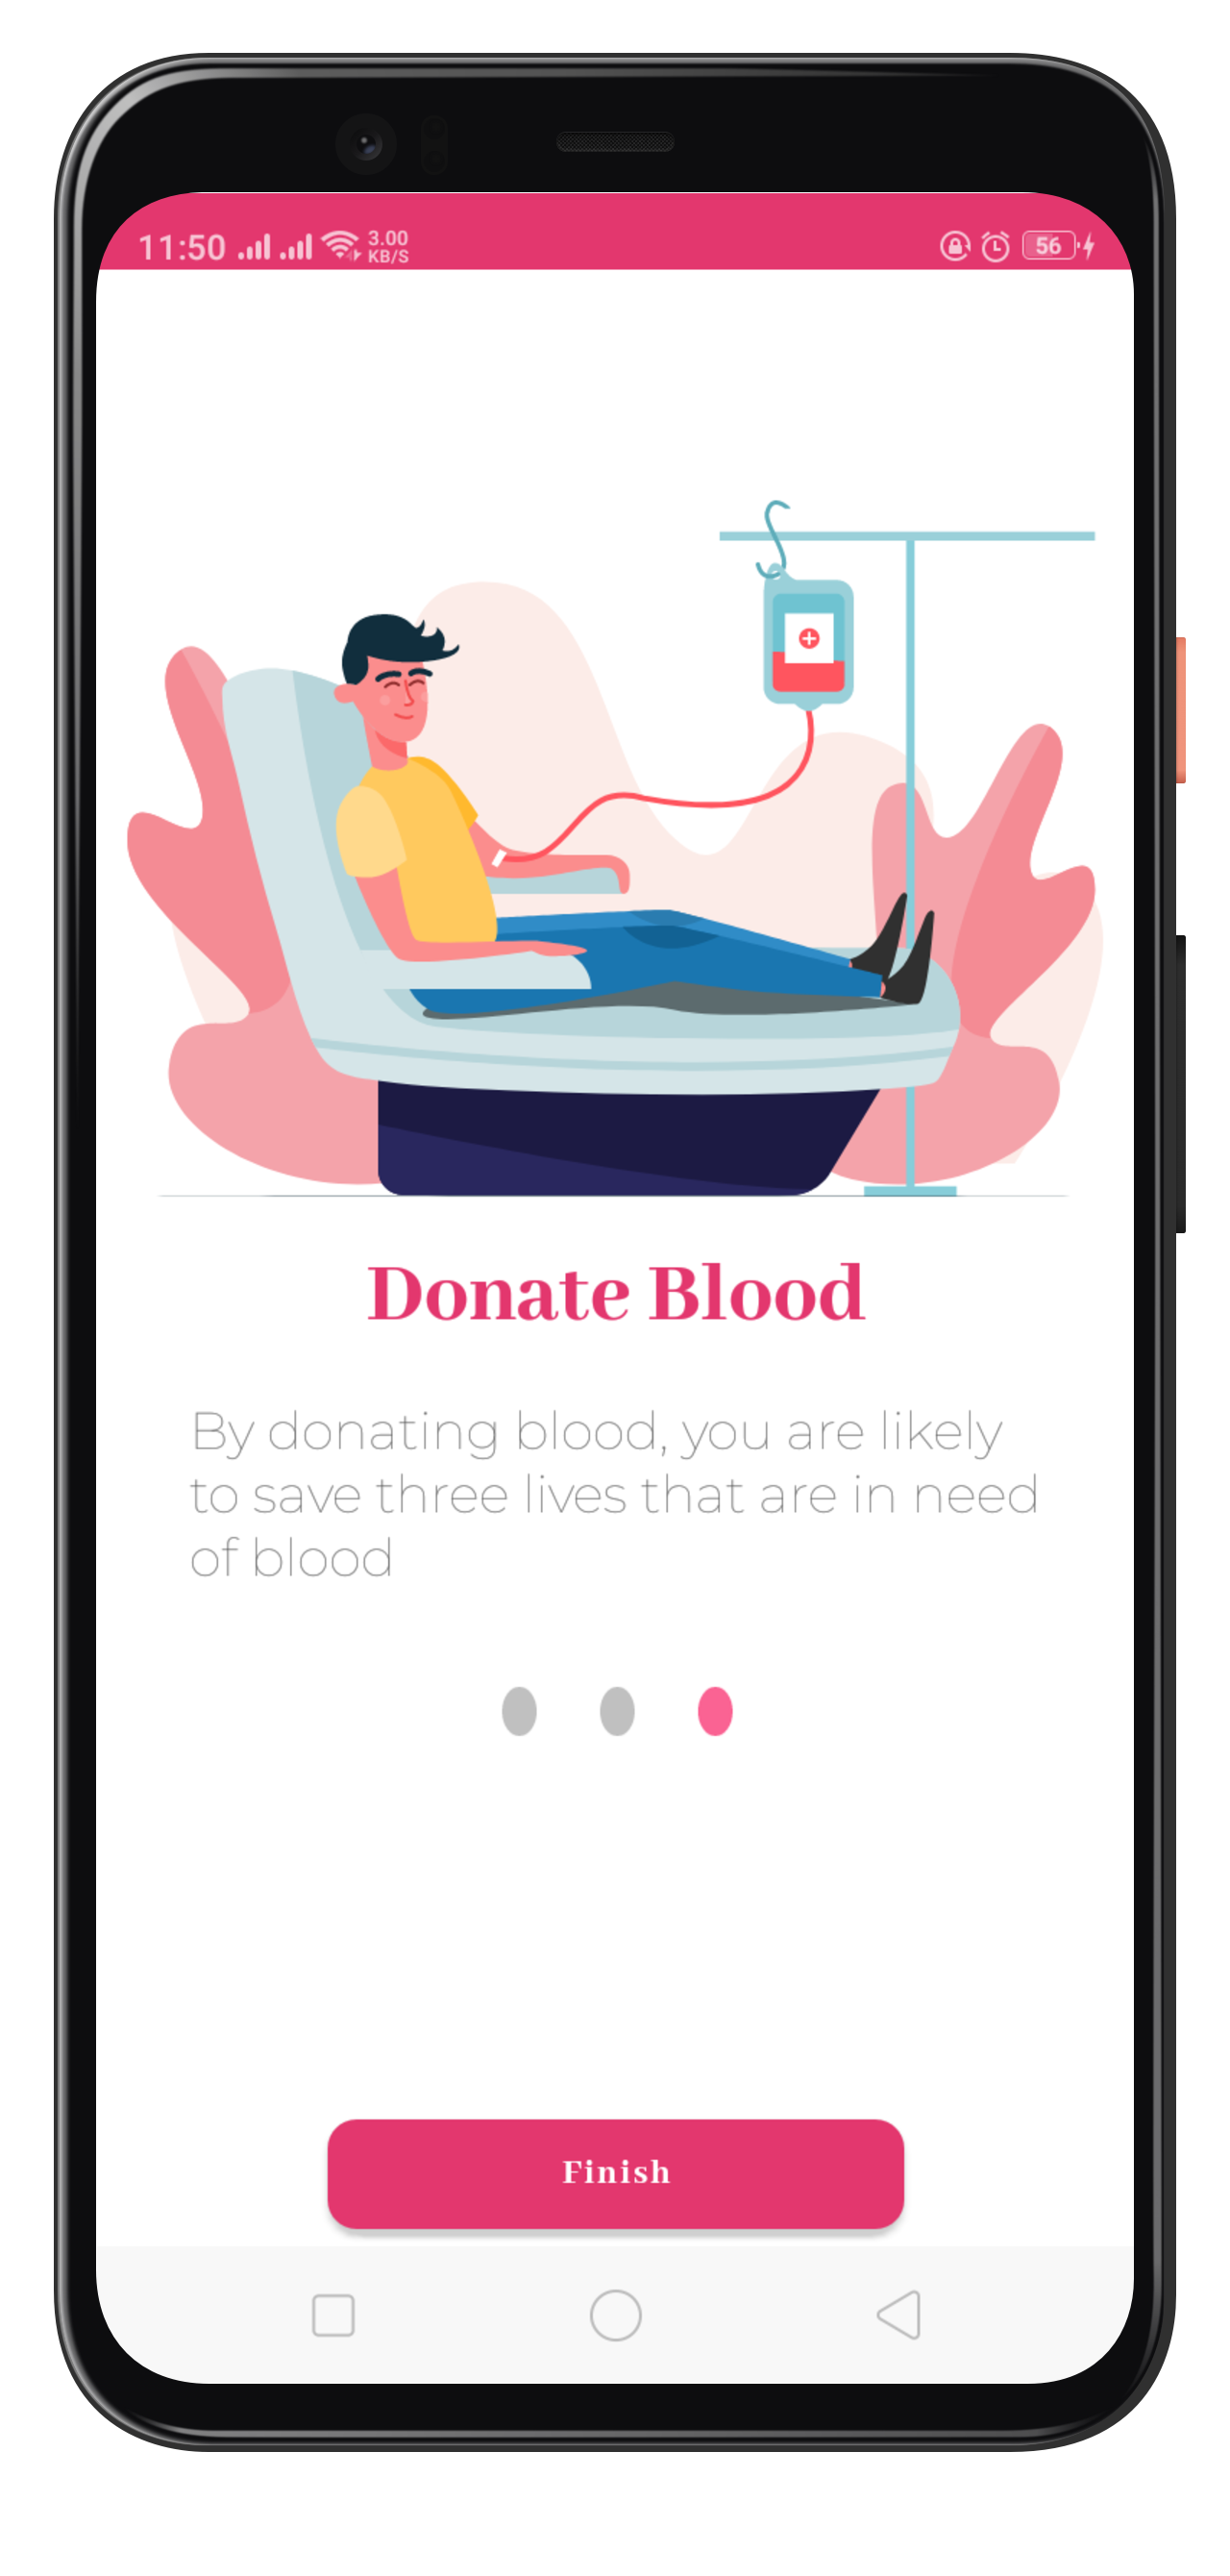 11:50 3.00
KB/S 56
Donate Blood
By donating blood, you are likely
to save three lives that are in need
of blood
Finish